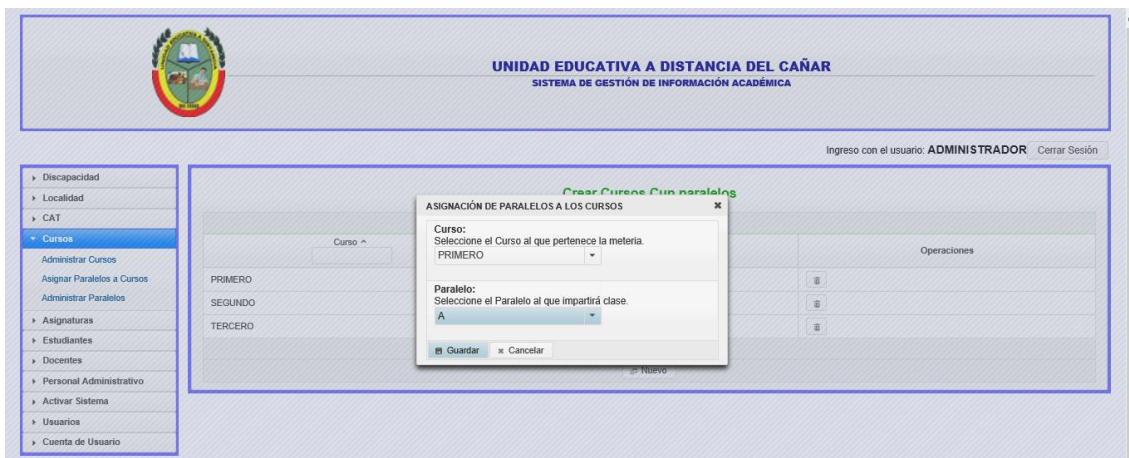 UNIDAD EDUCATIVA A DISTANCIA DEL CAÑAR
SISTEMA DE GESTIÓN DE INFORMACIÓN ACADÉMICA
Ingreso con el usuario: ADMINISTRADOR Cerrar Sesión
Discapacidad
Localidad
CAT
Cursos
Administrar Cursos
Asignar Paralelos a Cursos
Administrar Paralelos
Asignaturas
Estudiantes
Docentes
Personal Administrativo
Activar Sistema
Usuarios
Cuenta de Usuario
Crear Cursos Cun paralelos
Curso
Operaciones
PRIMERO
SEGUNDO
TERCERO
Nuevo
ASIGNACIÓN DE PARALELOS A LOS CURSOS
Curso:
Seleccione el Curso al que pertenece la meteria.
PRIMERO
Paralelo:
Seleccione el Paralelo al que impartirá clase.
A
Guardar Cancelar